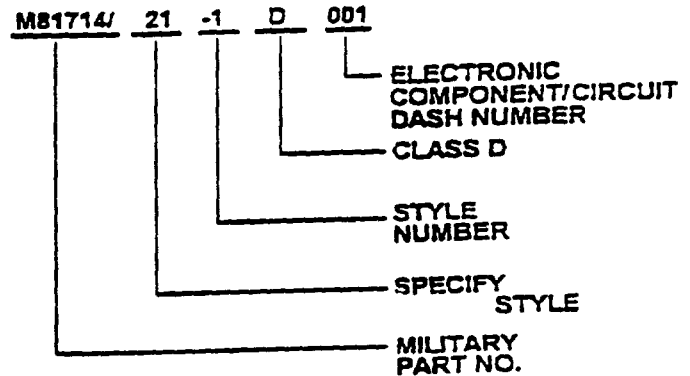 M81714/ 21 -1 D 001
ELECTRONIC
COMPONENT/CIRCUIT
DASH NUMBER
CLASS D
STYLE
NUMBER
SPECIFY
STYLE
MILITARY
PART NO.